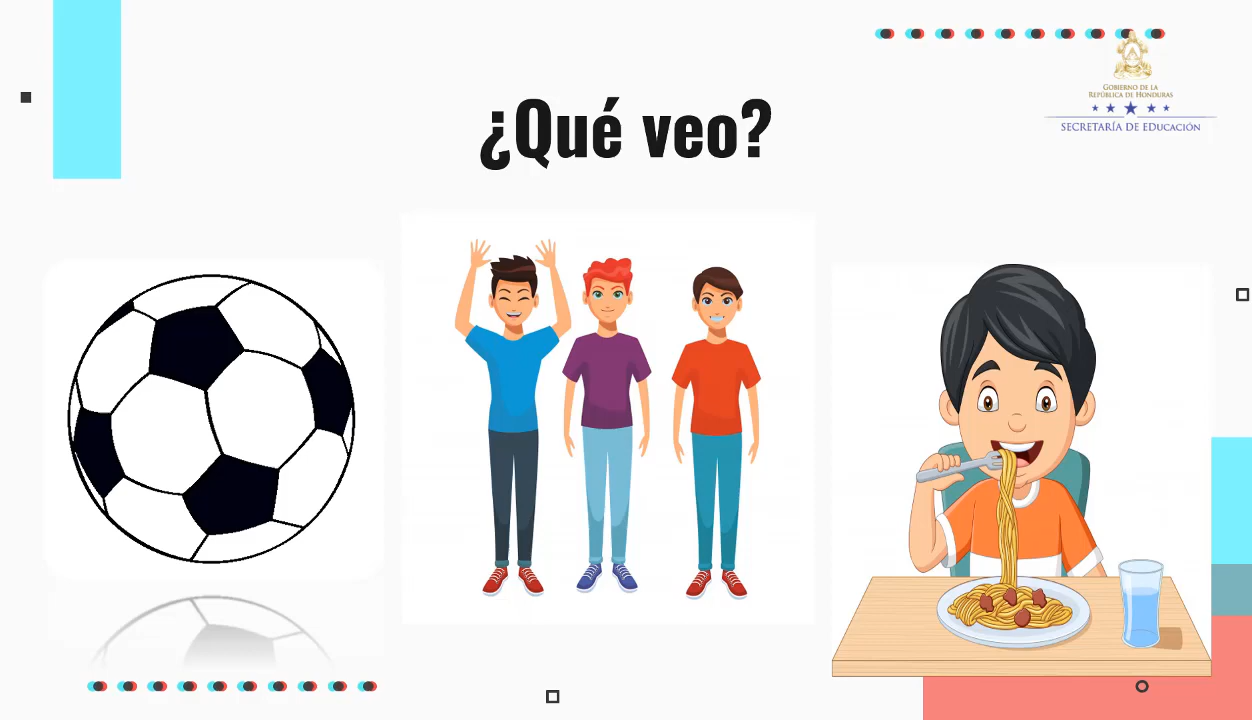 ¿Qué veo?
GOBIERNO DE LA
REPÚBLICA DE HONDURAS
SECRETARÍA DE EDUCACIÓN